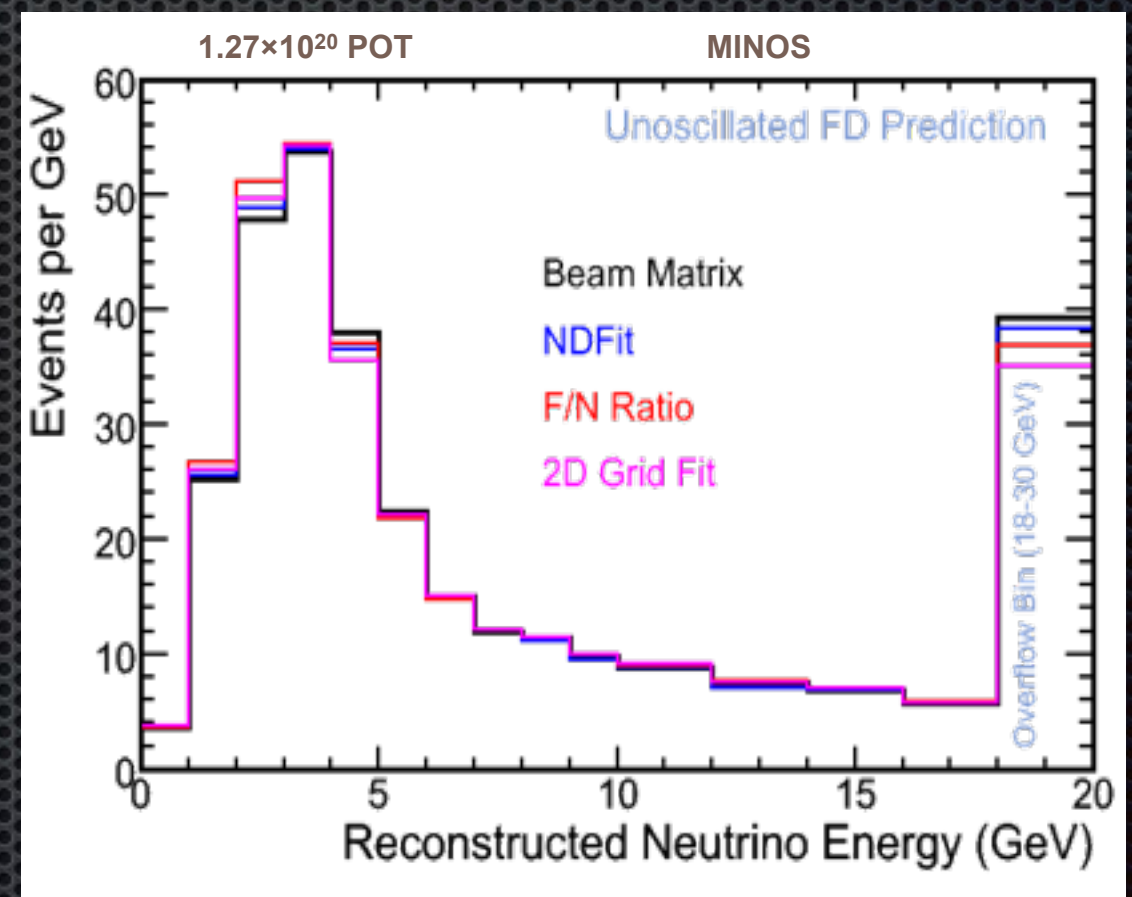 1.27×10²⁰ POT MINOS
Unoscillated FD Prediction
Events per GeV
60
50
40
30
20
10
0
Beam Matrix
NDFit
F/N Ratio
2D Grid Fit
Overflow Bin (18-30 GeV)
0 5 10 15 20
Reconstructed Neutrino Energy (GeV)